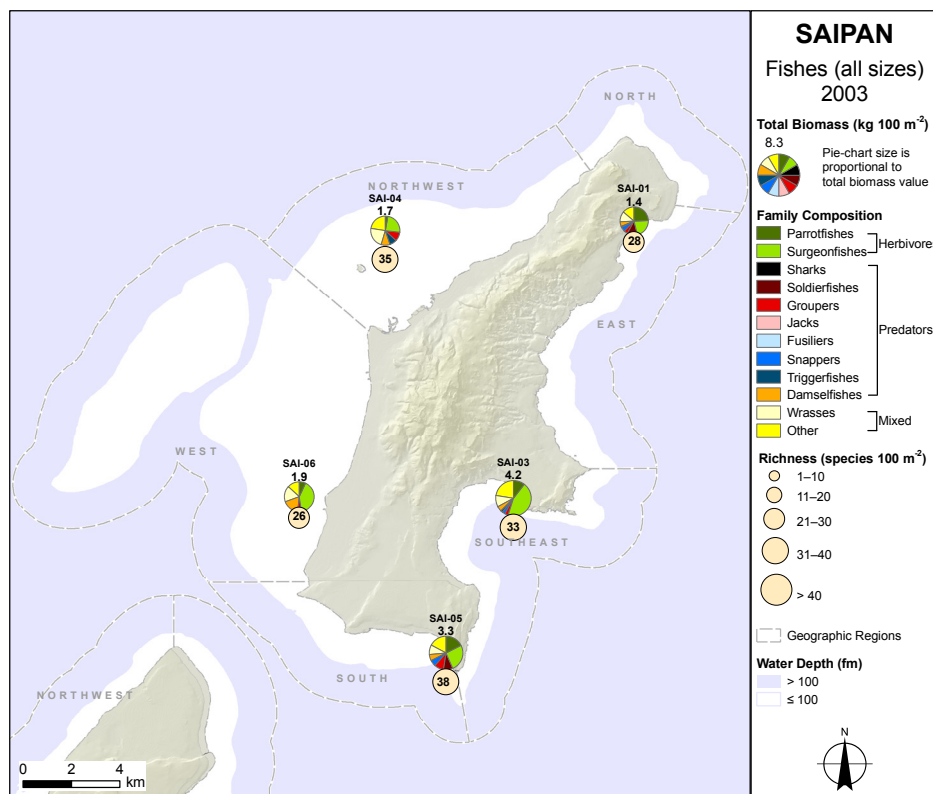 NORTH
NORTHWEST
SAI-04
1.7
35
SAI-01
1.4
28
EAST
WEST
SAI-06
1.9
26
SAI-03
4.2
33
SOUTHEAST
SAI-05
3.3
38
SOUTH
NORTHWEST
0 2 4
km
SAIPAN
Fishes (all sizes)
2003
Total Biomass (kg 100 m-2)
8.3
Pie-chart size is
proportional to
total biomass value
Family Composition
Parrotfishes
Surgeonfishes
Herbivores
Sharks
Soldierfishes
Groupers
Jacks
Fusiliers
Snappers
Triggerfishes
Damselfishes
Predators
Wrasses
Other
Mixed
Richness (species 100 m-2)
1–10
11–20
21–30
31–40
> 40
Geographic Regions
Water Depth (fm)
> 100
≤ 100
N